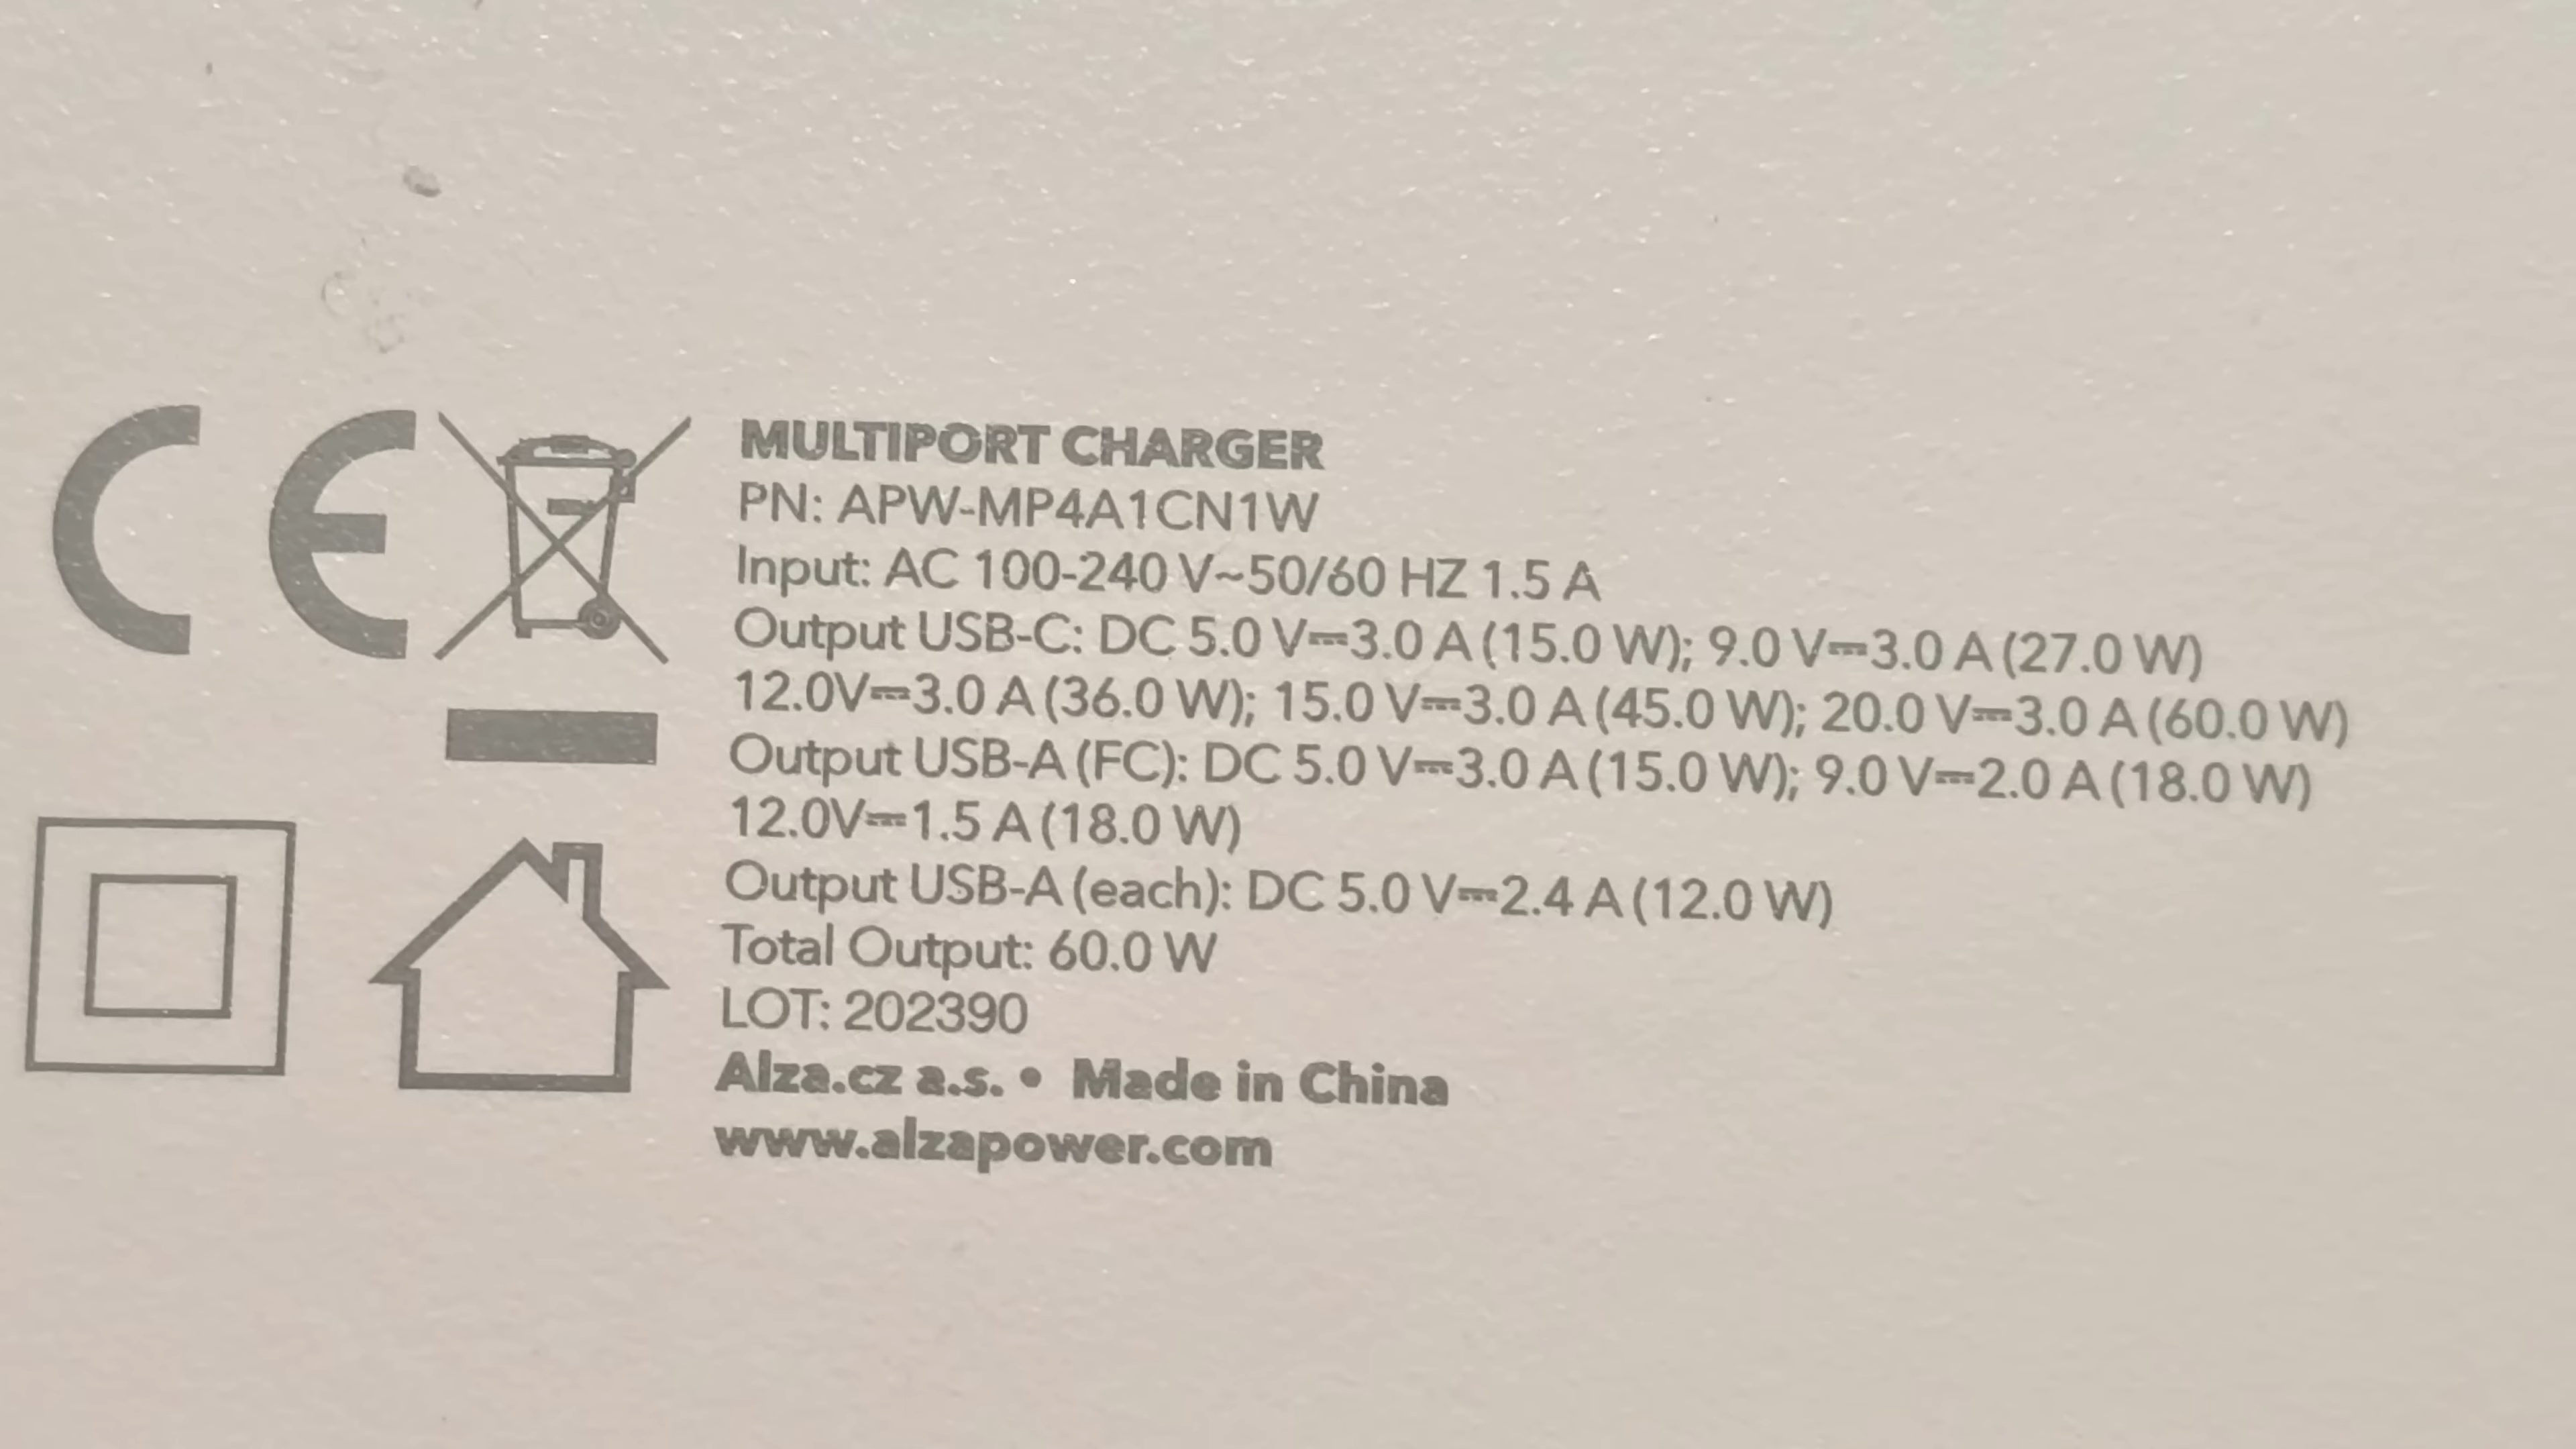 CE
MULTIPORT CHARGER
PN: APW-MP4A1CN1W
Input: AC 100-240 V~50/60 HZ 1.5 A
Output USB-C: DC 5.0 V⎓3.0 A (15.0 W); 9.0 V⎓3.0 A (27.0 W)
12.0V⎓3.0 A (36.0 W); 15.0 V⎓3.0 A (45.0 W); 20.0 V⎓3.0 A (60.0 W)
Output USB-A (FC): DC 5.0 V⎓3.0 A (15.0 W); 9.0 V⎓2.0 A (18.0 W)
12.0V⎓1.5 A (18.0 W)
Output USB-A (each): DC 5.0 V⎓2.4 A (12.0 W)
Total Output: 60.0 W
LOT: 202390
Alza.cz a.s. • Made in China
www.alzapower.com